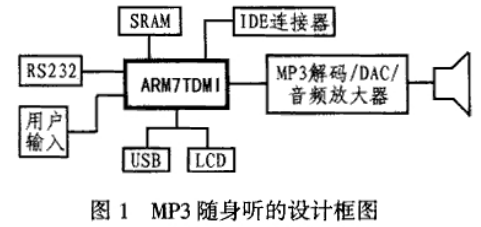 SRAM
IDE连接器
RS232
ARM7TDMI
MP3解码/DAC/
音频放大器
用户
输入
USB
LCD
图1 MP3随身听的设计框图